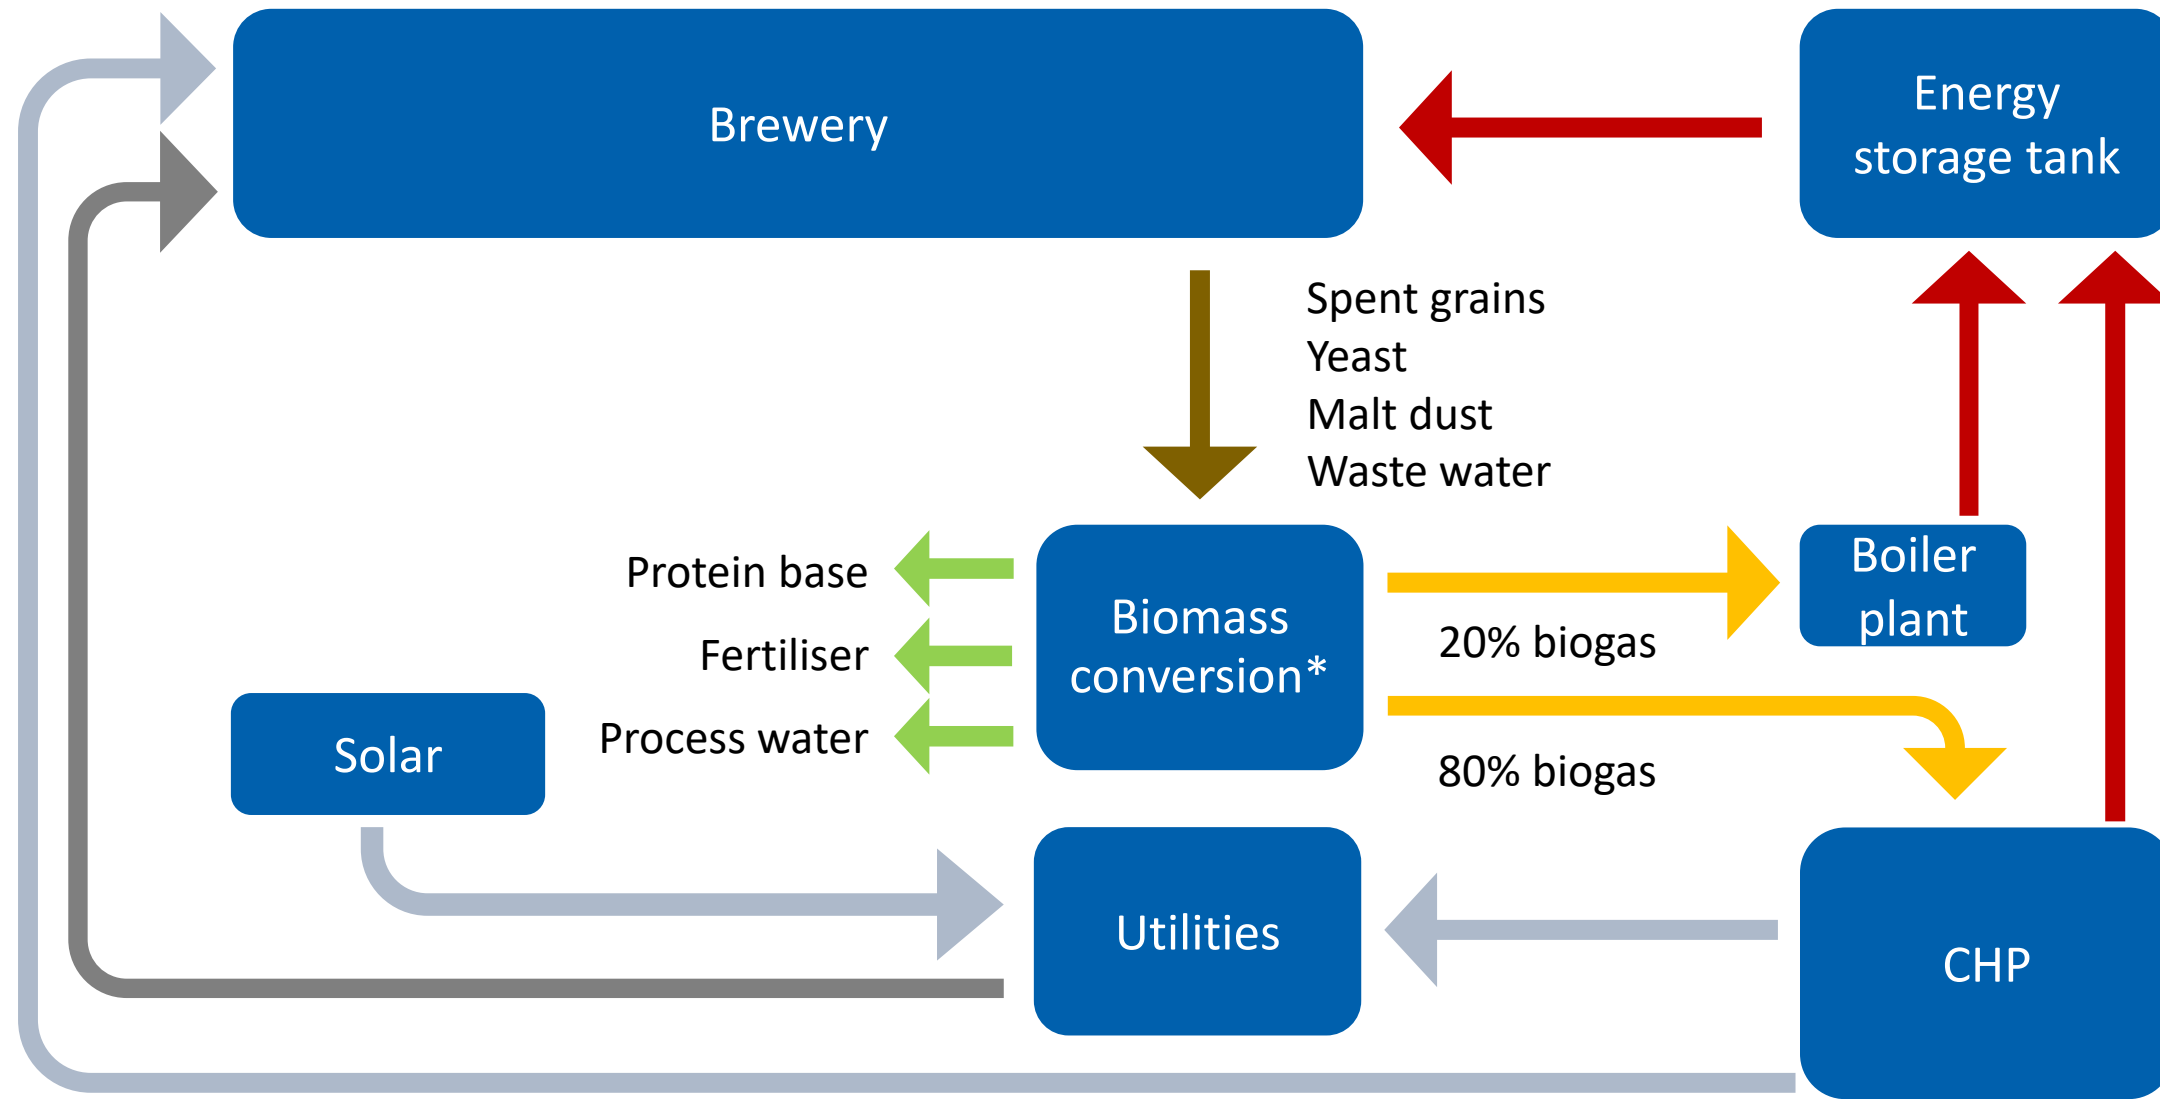 Brewery
Energy
storage tank
Spent grains
Yeast
Malt dust
Waste water
Protein base
Fertiliser
Process water
Biomass
conversion*
20% biogas
80% biogas
Boiler
plant
Solar
Utilities
CHP